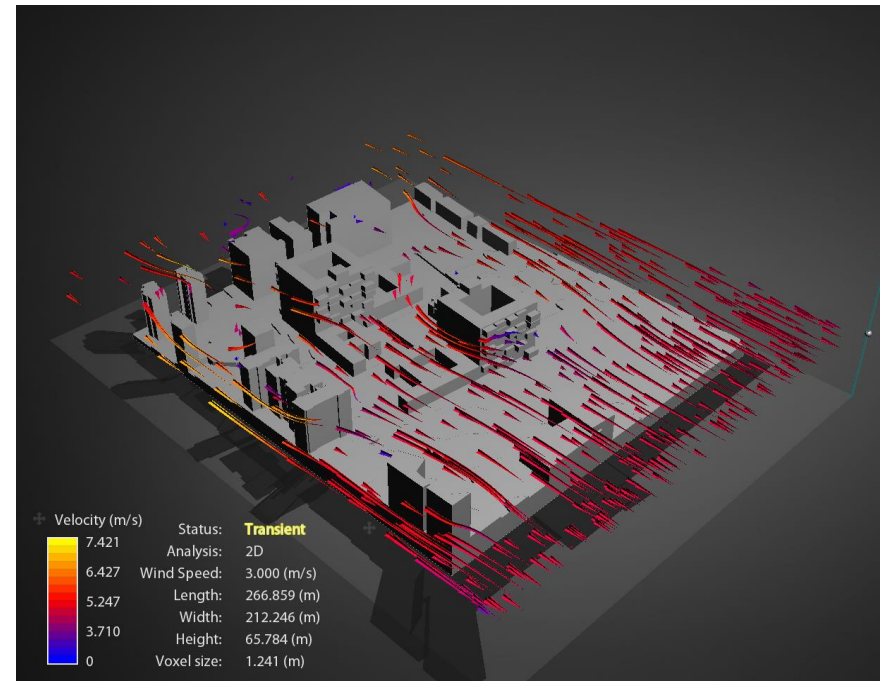 Velocity (m/s)
7.421
6.427
5.247
3.710
0
Status: Transient
Analysis: 2D
Wind Speed: 3.000 (m/s)
Length: 266.859 (m)
Width: 212.246 (m)
Height: 65.784 (m)
Voxel size: 1.241 (m)